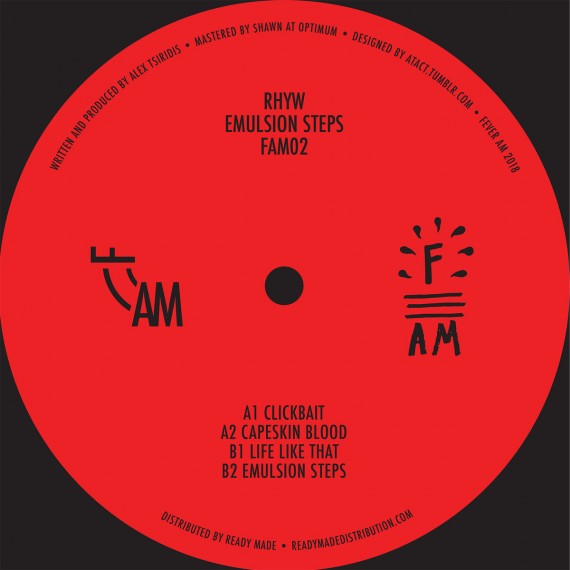 WRITTEN AND PRODUCED BY ALEX TSIRIDIS • MASTERED BY SHAWN AT OPTIMUM • DESIGNED BY ATACT.TUMBLR.COM • FEVER AM 2018
RHYW
EMULSION STEPS
FAM02
F
AM
F
AM
A1 CLICKBAIT
A2 CAPESKIN BLOOD
B1 LIFE LIKE THAT
B2 EMULSION STEPS
DISTRIBUTED BY READY MADE • READYMADEDISTRIBUTION.COM